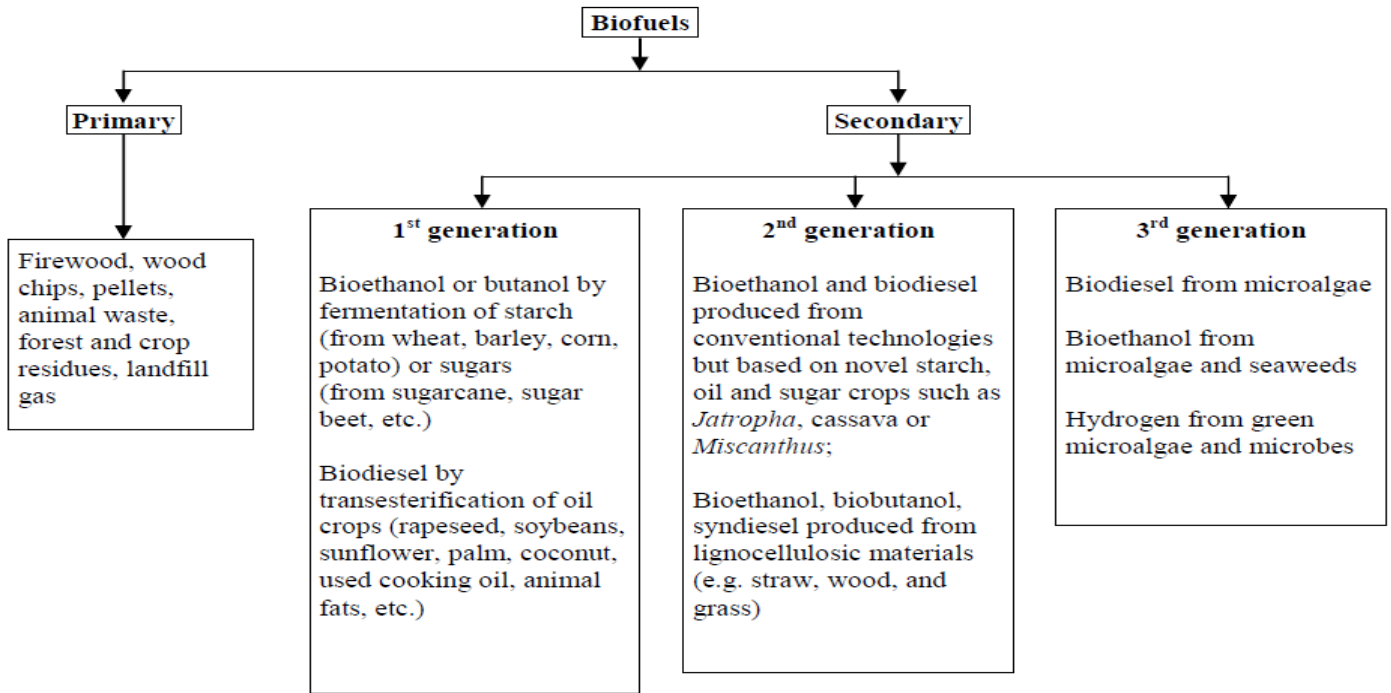 Biofuels
Primary
Secondary
Firewood, wood
chips, pellets,
animal waste,
forest and crop
residues, landfill
gas
1st generation
Bioethanol or butanol by
fermentation of starch
(from wheat, barley, corn,
potato) or sugars
(from sugarcane, sugar
beet, etc.)
Biodiesel by
transesterification of oil
crops (rapeseed, soybeans,
sunflower, palm, coconut,
used cooking oil, animal
fats, etc.)
2nd generation
Bioethanol and biodiesel
produced from
conventional technologies
but based on novel starch,
oil and sugar crops such as
Jatropha, cassava or
Miscanthus;
Bioethanol, biobutanol,
syndiesel produced from
lignocellulosic materials
(e.g. straw, wood, and
grass)
3rd generation
Biodiesel from microalgae
Bioethanol from
microalgae and seaweeds
Hydrogen from green
microalgae and microbes